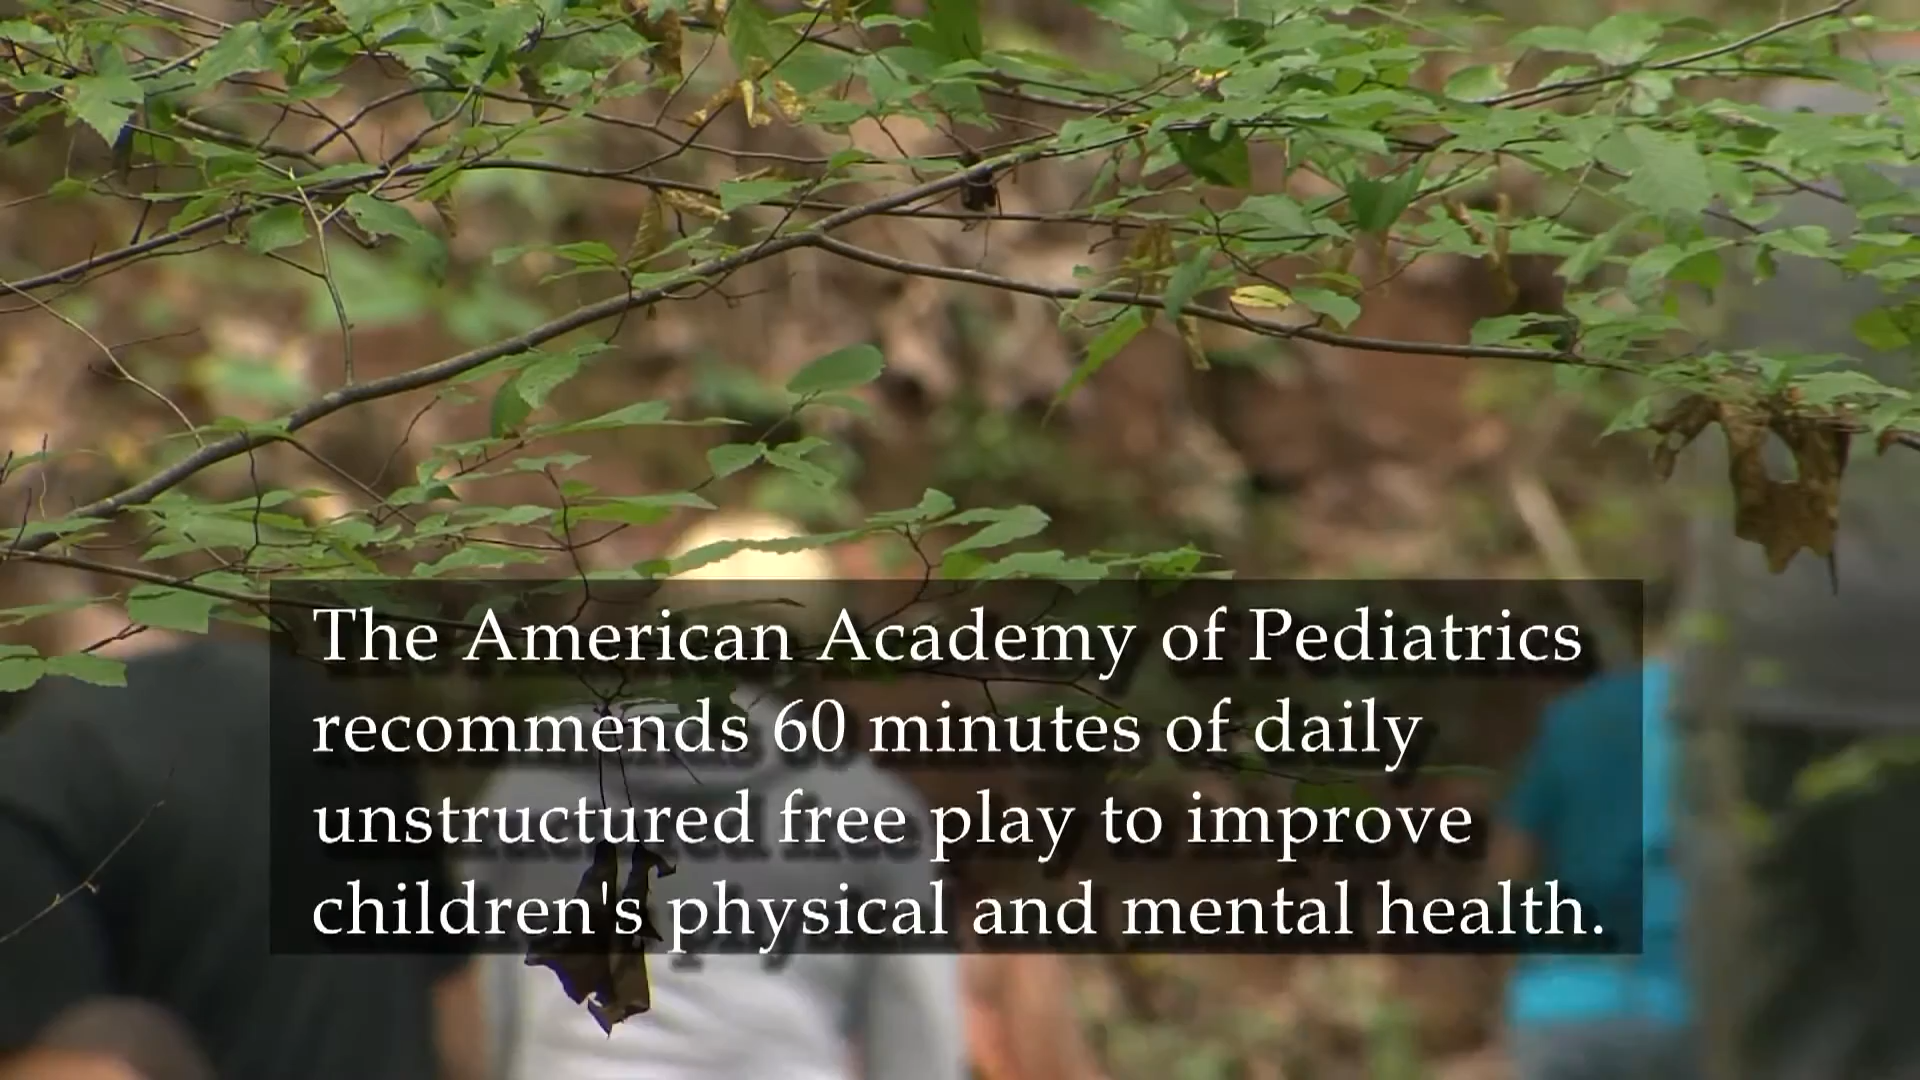 The American Academy of Pediatrics
recommends 60 minutes of daily
unstructured free play to improve
children's physical and mental health.